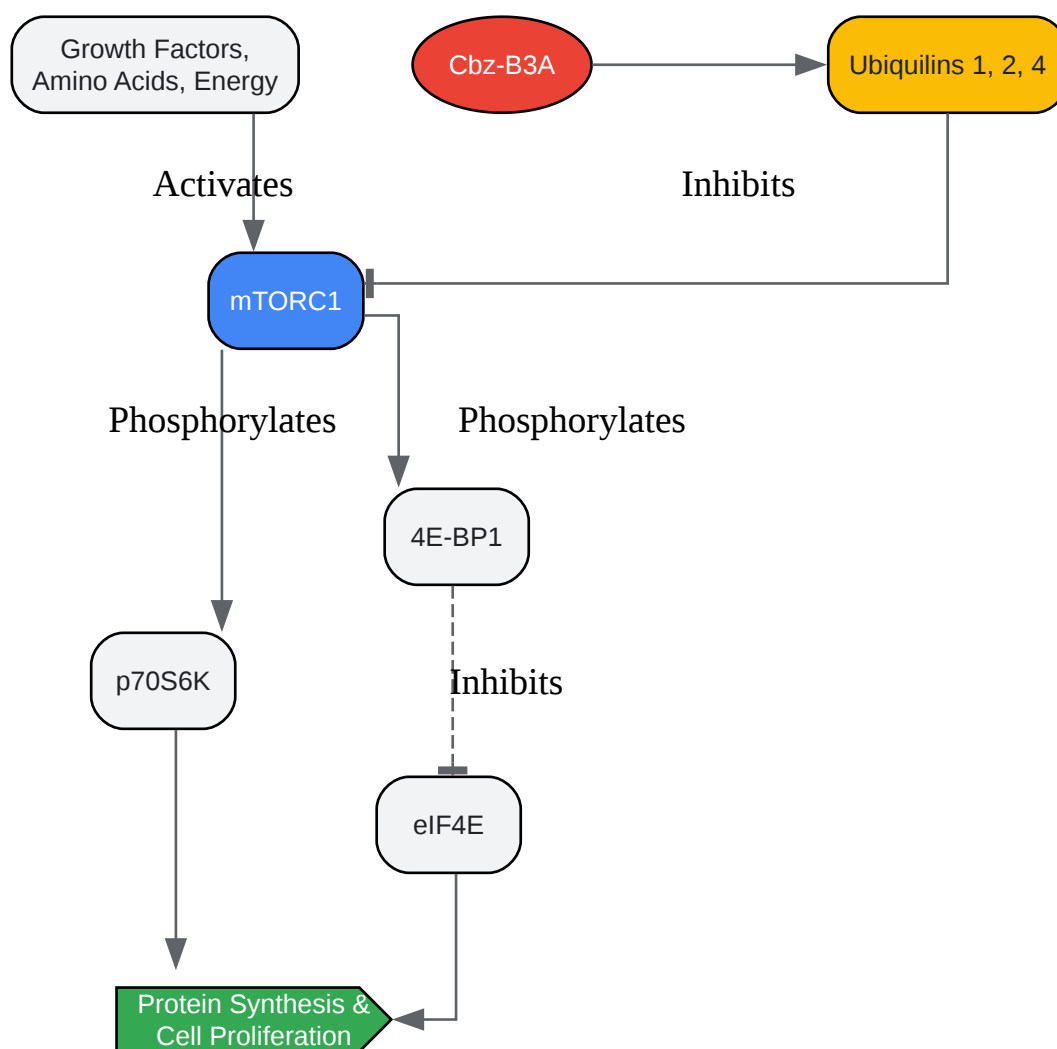 Growth Factors,
Amino Acids, Energy
Cbz-B3A
Ubiquilins 1, 2, 4
Activates
Inhibits
mTORC1
Phosphorylates
Phosphorylates
4E-BP1
p70S6K
Inhibits
eIF4E
Protein Synthesis &
Cell Proliferation